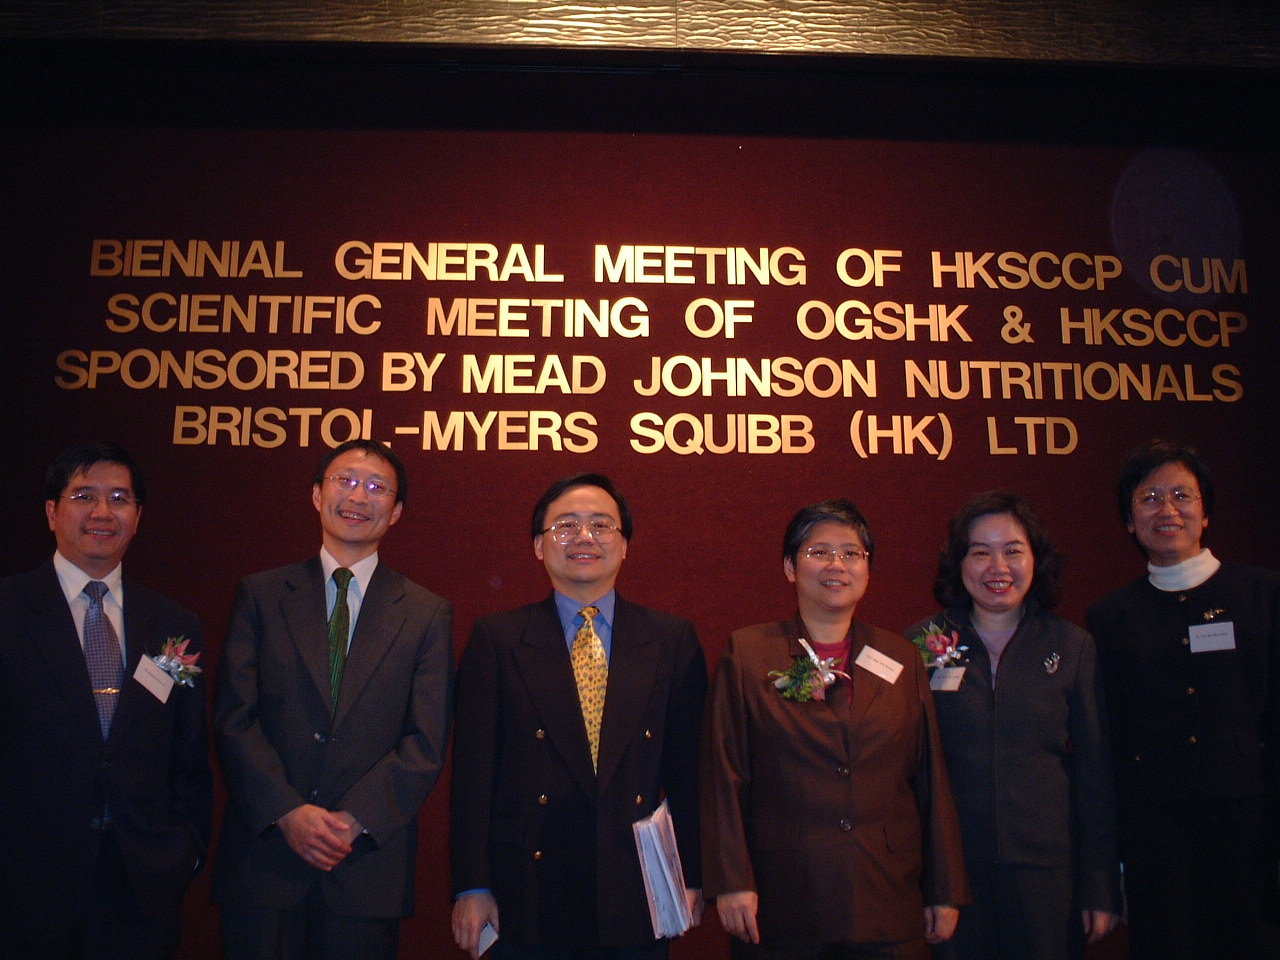 BIENNIAL GENERAL MEETING OF HKSCCP CUM
SCIENTIFIC MEETING OF OGSHK & HKSCCP
SPONSORED BY MEAD JOHNSON NUTRITIONALS
BRISTOL-MYERS SQUIBB (HK) LTD